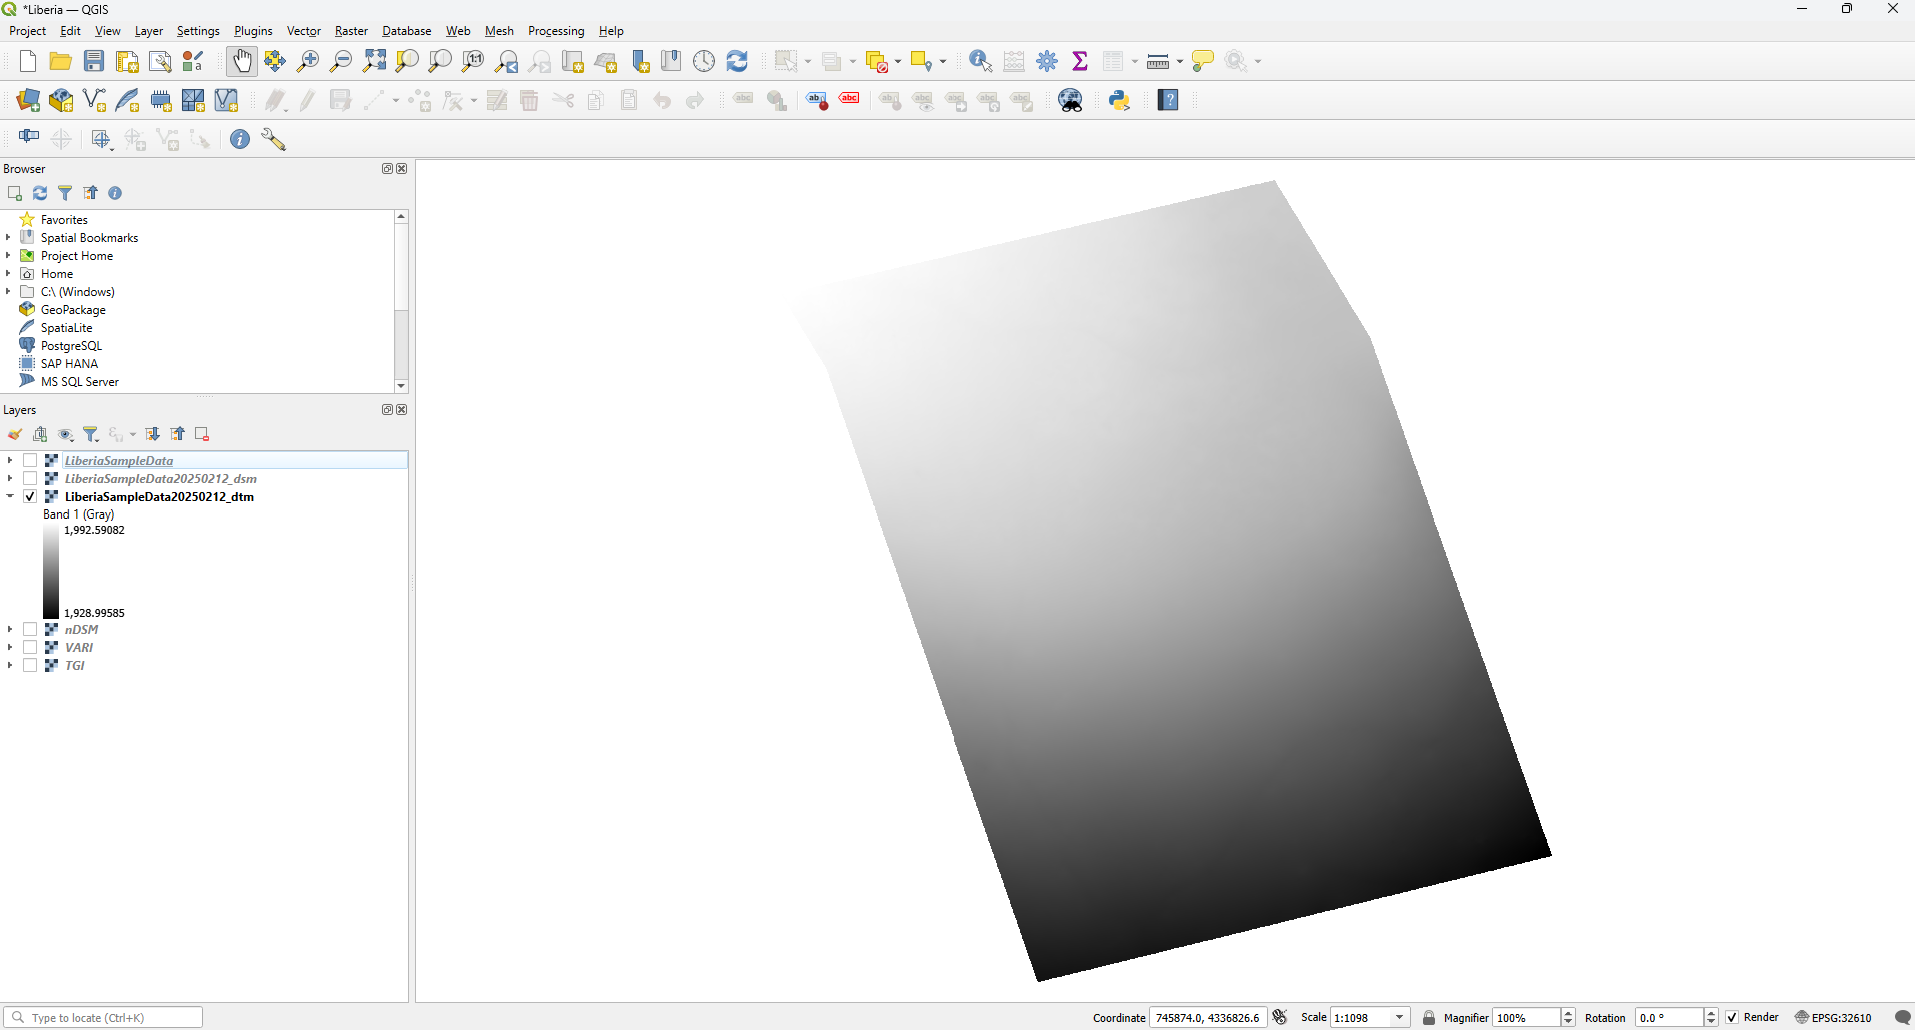 *Liberia — QGIS
Project Edit View Layer Settings Plugins Vector Raster Database Web Mesh Processing Help
Browser
Favorites
Spatial Bookmarks
Project Home
Home
C:\ (Windows)
GeoPackage
SpatiaLite
PostgreSQL
SAP HANA
MS SQL Server
Layers
LiberiaSampleData
LiberiaSampleData20250212_dsm
LiberiaSampleData20250212_dtm
Band 1 (Gray)
1,992.59082
1,928.99585
nDSM
VARI
TGI
Type to locate (Ctrl+K)
Coordinate 745874.0, 4336826.6 Scale 1:1098 Magnifier 100% Rotation 0.0 ° Render EPSG:32610